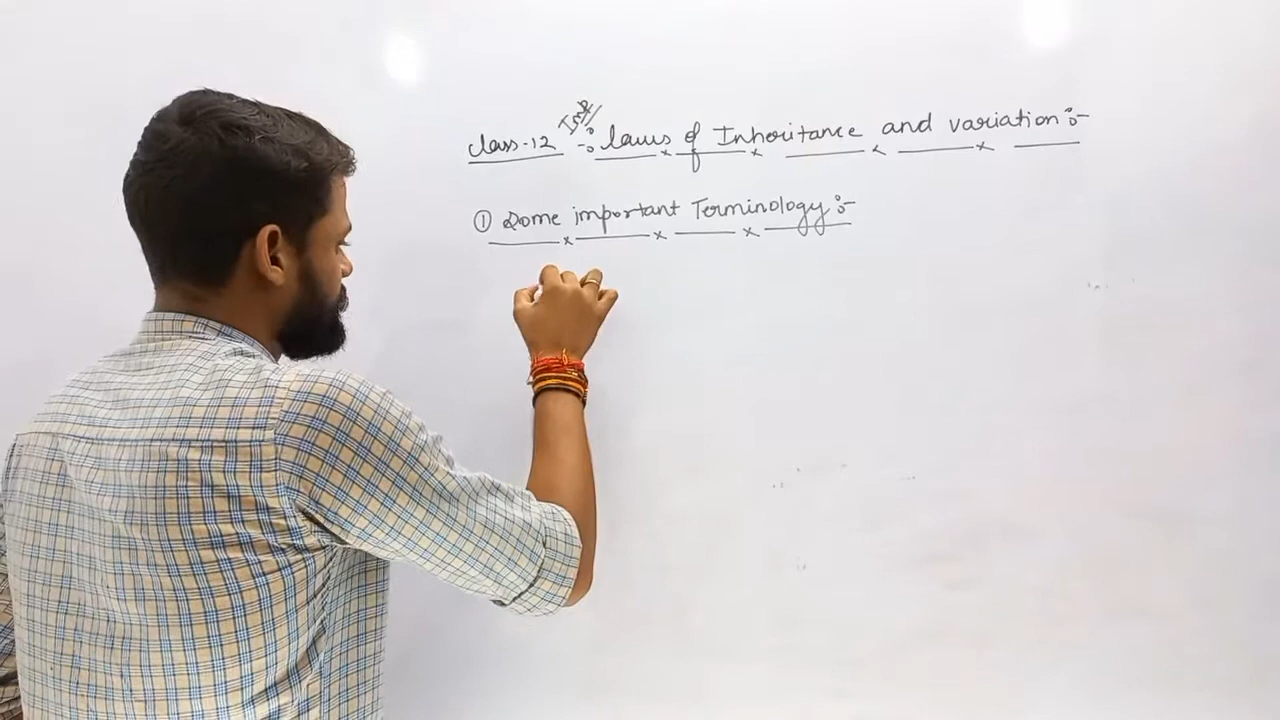 Class-12 Imp :- laws of Inheritance and variation :-
① Some important Terminology :-